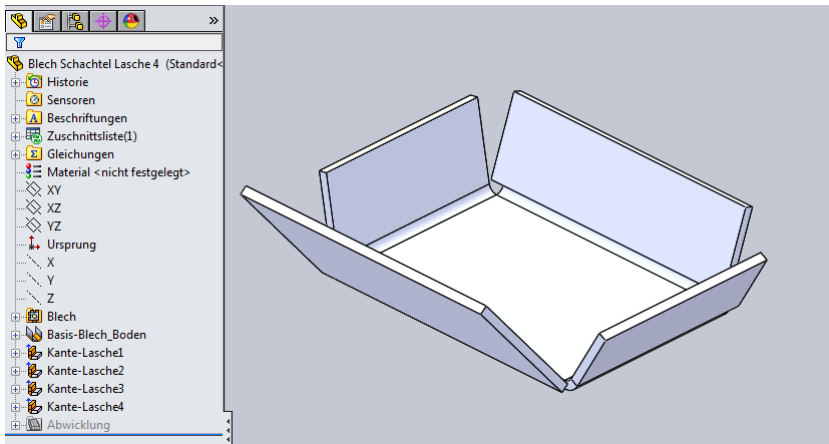 »
Blech Schachtel Lasche 4 (Standard<
Historie
Sensoren
A Beschriftungen
Zuschnittsliste(1)
Σ Gleichungen
Material <nicht festgelegt>
XY
XZ
YZ
Ursprung
X
Y
Z
Blech
Basis-Blech_Boden
Kante-Lasche1
Kante-Lasche2
Kante-Lasche3
Kante-Lasche4
Abwicklung